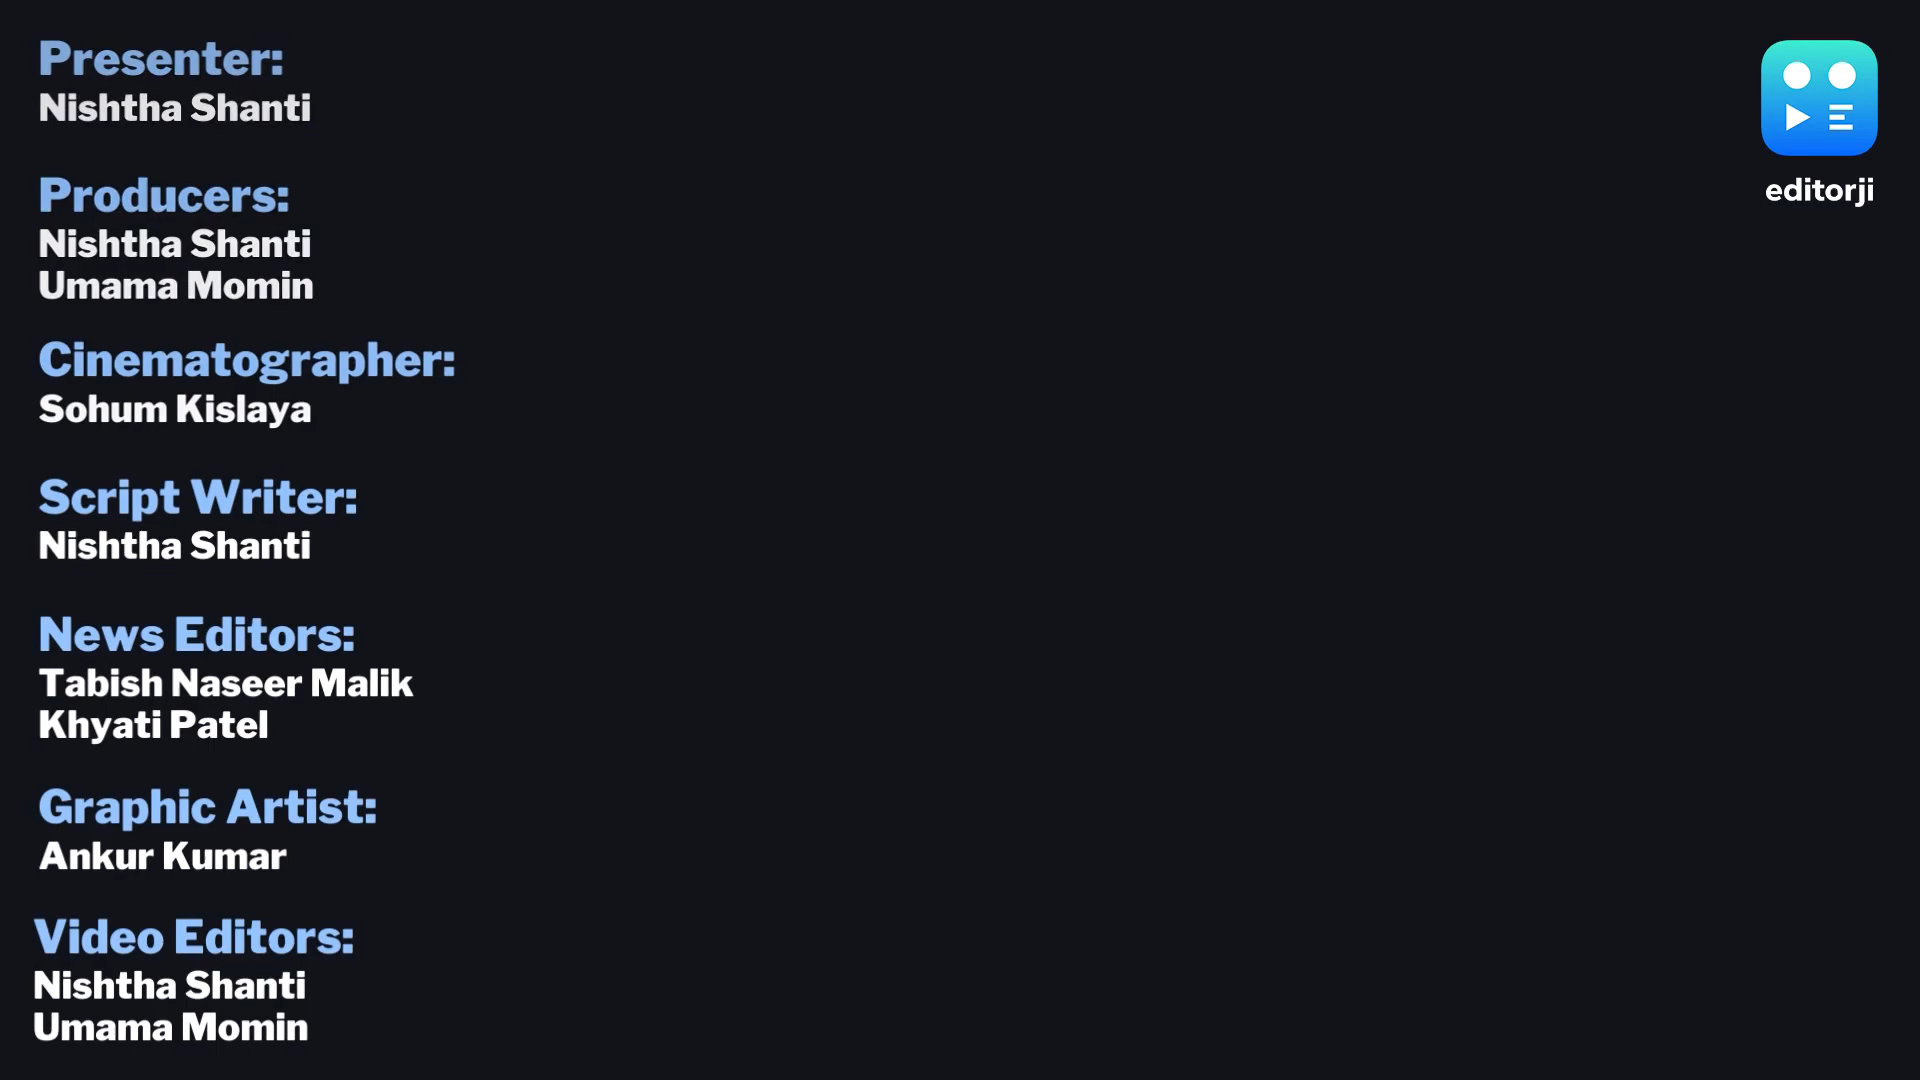 Presenter:
Nishtha Shanti
Producers:
Nishtha Shanti
Umama Momin
Cinematographer:
Sohum Kislaya
Script Writer:
Nishtha Shanti
News Editors:
Tabish Naseer Malik
Khyati Patel
Graphic Artist:
Ankur Kumar
Video Editors:
Nishtha Shanti
Umama Momin
editorji